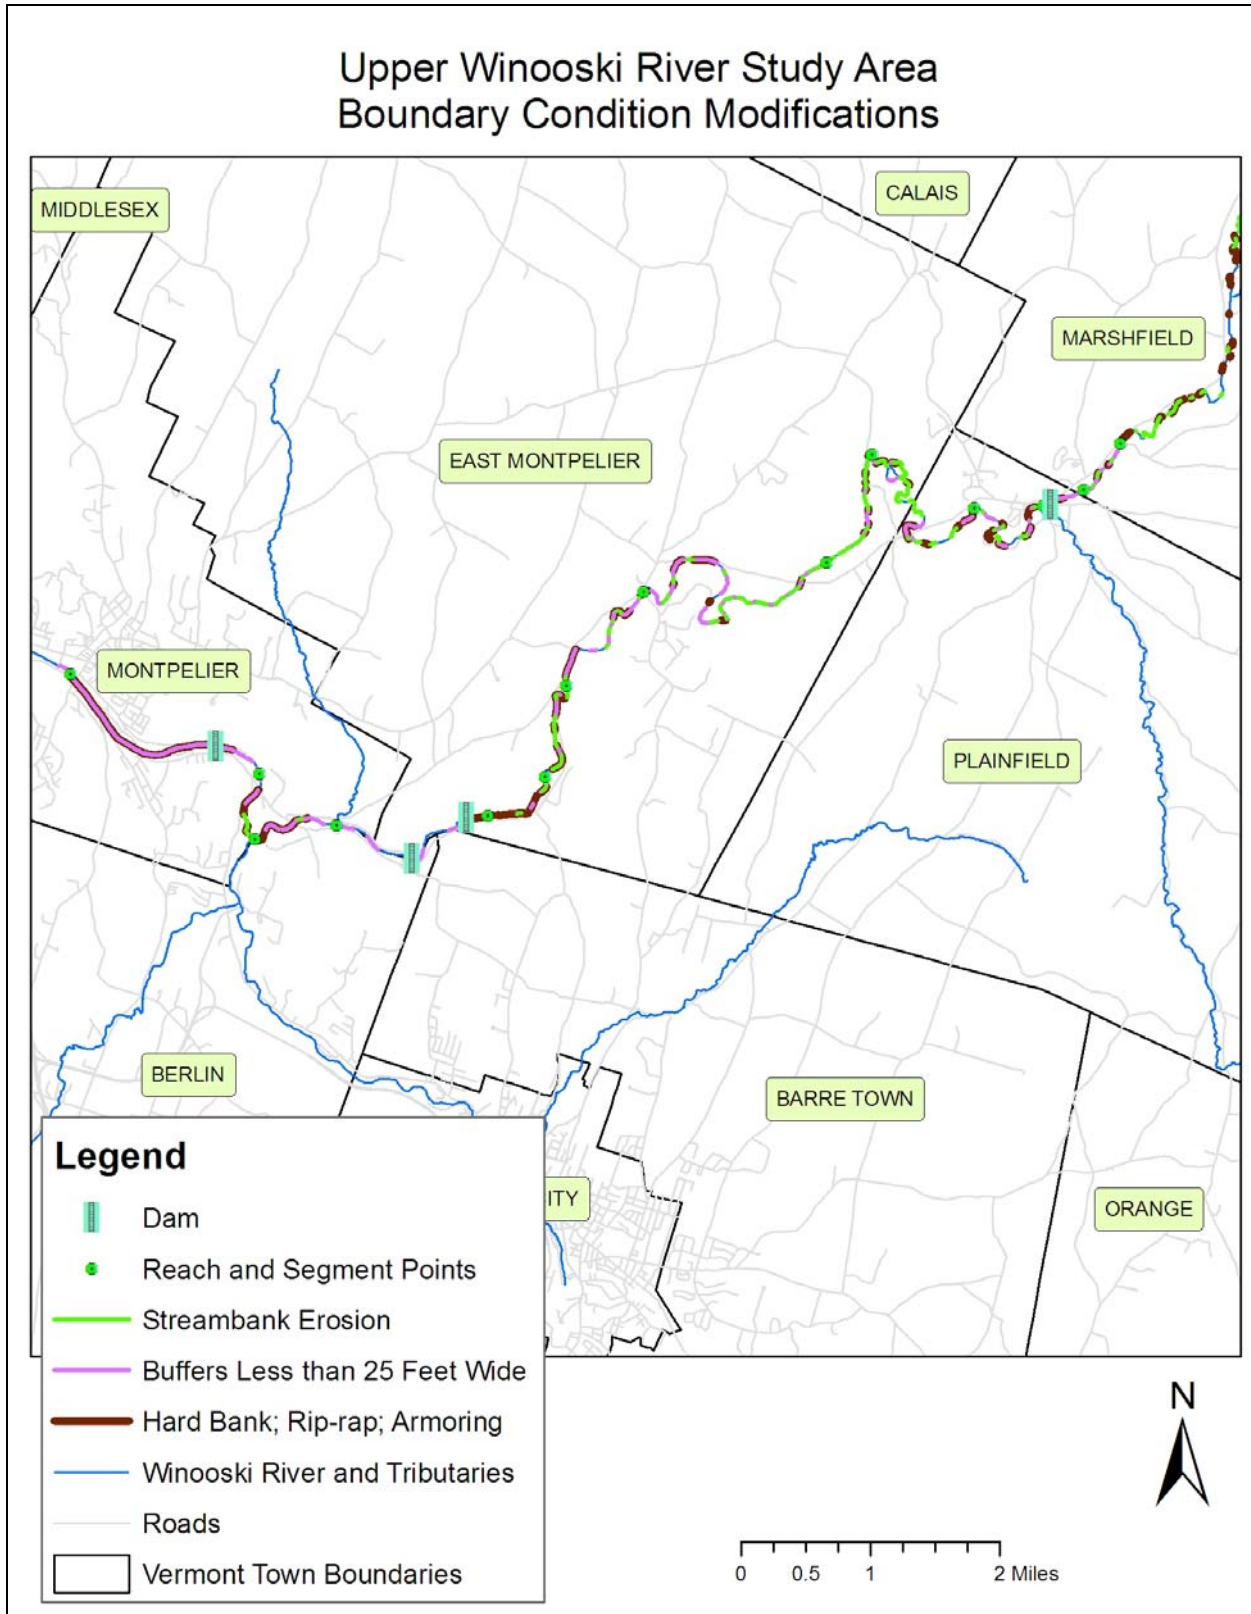 Upper Winooski River Study Area
Boundary Condition Modifications
MIDDLESEX
CALAIS
MARSHFIELD
EAST MONTPELIER
MONTPELIER
PLAINFIELD
BERLIN
BARRE TOWN
ITY
ORANGE
Legend
Dam
Reach and Segment Points
Streambank Erosion
Buffers Less than 25 Feet Wide
Hard Bank; Rip-rap; Armoring
Winooski River and Tributaries
Roads
Vermont Town Boundaries
N
0 0.5 1 2 Miles